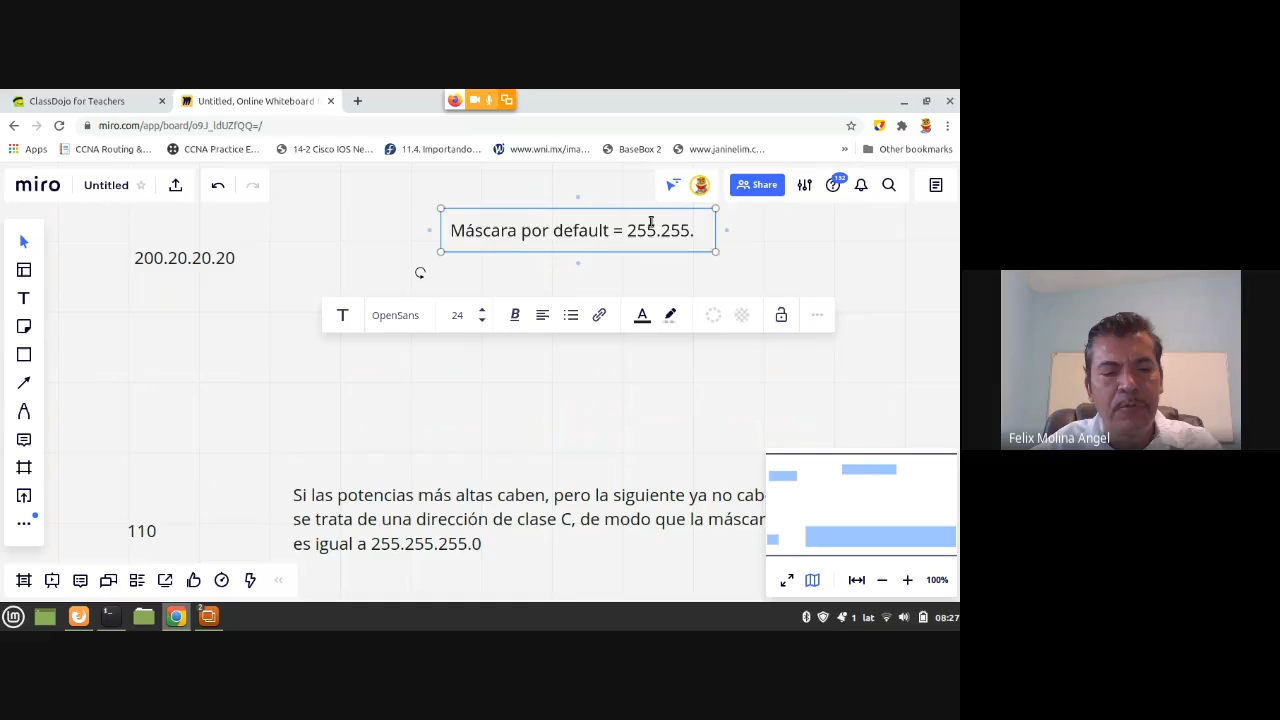 ClassDojo for Teachers
Untitled, Online Whiteboard
miro.com/app/board/o9J_ldUZfQQ=/
Apps
CCNA Routing &...
CCNA Practice E...
14-2 Cisco IOS Ne...
11.4. Importando...
www.wni.mx/ima...
BaseBox 2
www.janinelim.c...
»
Other bookmarks
miro
Untitled
Share
132
Máscara por default = 255.255.
200.20.20.20
OpenSans
24
B
A
Si las potencias más altas caben, pero la siguiente ya no cab
se trata de una dirección de clase C, de modo que la máscar
es igual a 255.255.255.0
110
100%
2
1
lat
08:27
Felix Molina Angel